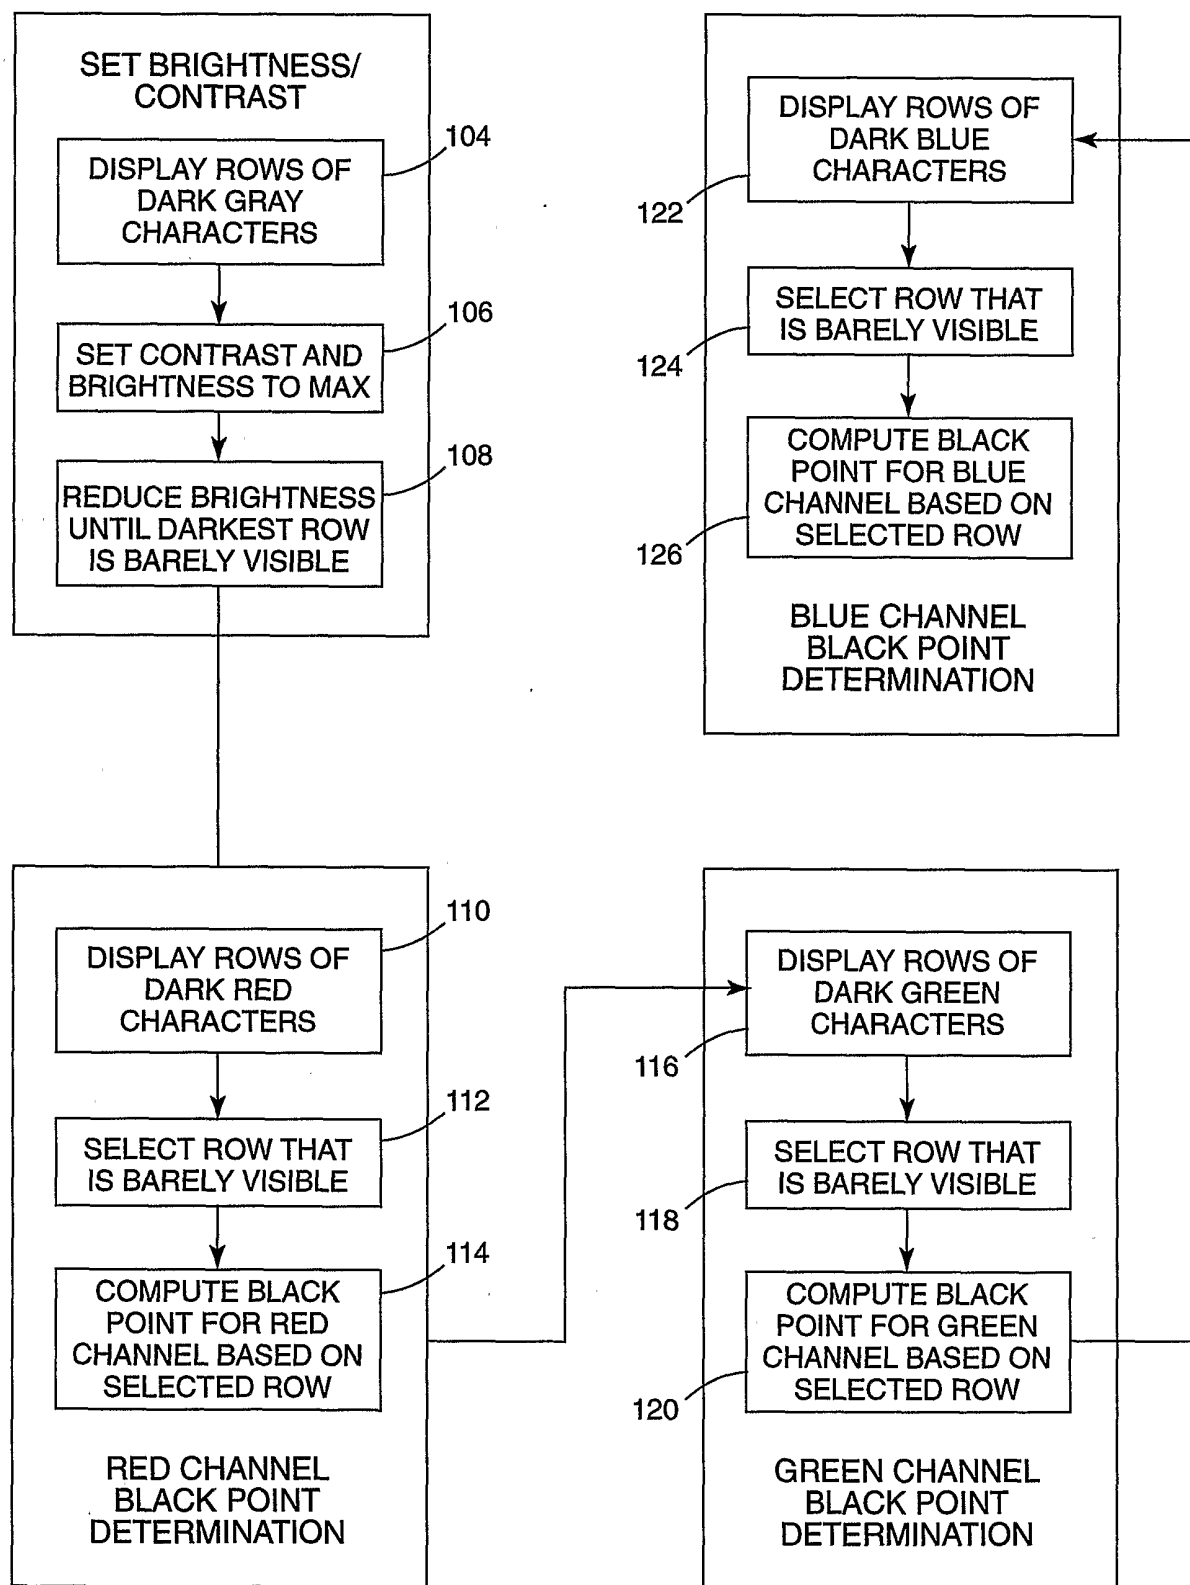 SET BRIGHTNESS/
CONTRAST
104
DISPLAY ROWS OF
DARK GRAY
CHARACTERS
106
SET CONTRAST AND
BRIGHTNESS TO MAX
108
REDUCE BRIGHTNESS
UNTIL DARKEST ROW
IS BARELY VISIBLE
110
DISPLAY ROWS OF
DARK RED
CHARACTERS
112
SELECT ROW THAT
IS BARELY VISIBLE
114
COMPUTE BLACK
POINT FOR RED
CHANNEL BASED ON
SELECTED ROW
RED CHANNEL
BLACK POINT
DETERMINATION
DISPLAY ROWS OF
DARK GREEN
CHARACTERS
116
SELECT ROW THAT
IS BARELY VISIBLE
118
COMPUTE BLACK
POINT FOR GREEN
CHANNEL BASED ON
SELECTED ROW
120
GREEN CHANNEL
BLACK POINT
DETERMINATION
DISPLAY ROWS OF
DARK BLUE
CHARACTERS
122
SELECT ROW THAT
IS BARELY VISIBLE
124
COMPUTE BLACK
POINT FOR BLUE
CHANNEL BASED ON
SELECTED ROW
126
BLUE CHANNEL
BLACK POINT
DETERMINATION